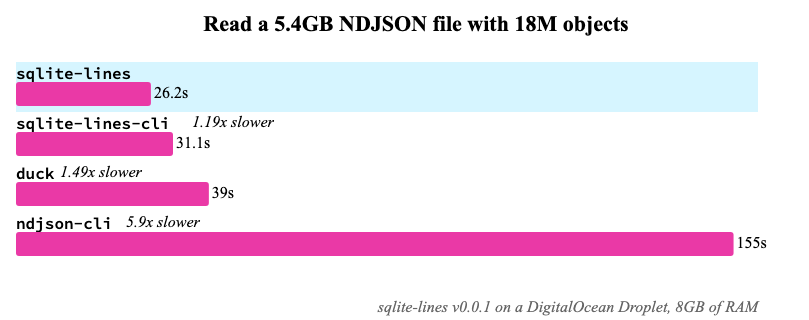 Read a 5.4GB NDJSON file with 18M objects
sqlite-lines
26.2s
sqlite-lines-cli 1.19x slower
31.1s
duck 1.49x slower
39s
ndjson-cli 5.9x slower
155s
sqlite-lines v0.0.1 on a DigitalOcean Droplet, 8GB of RAM